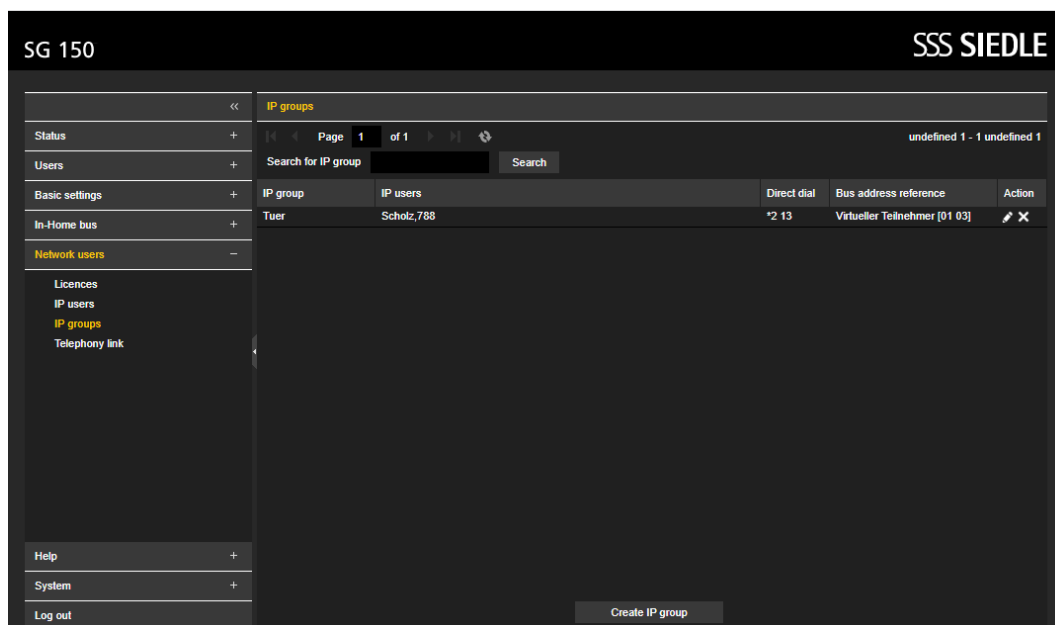 SG 150
SSS SIEDLE
«
Status +
Users +
Basic settings +
In-Home bus +
Network users −
Licences
IP users
IP groups
Telephony link
Help +
System +
Log out
IP groups
Page 1 of 1
undefined 1 - 1 undefined 1
Search for IP group Search
IP group IP users Direct dial Bus address reference Action
Tuer Scholz,788 *2 13 Virtueller Teilnehmer [01 03]
Create IP group